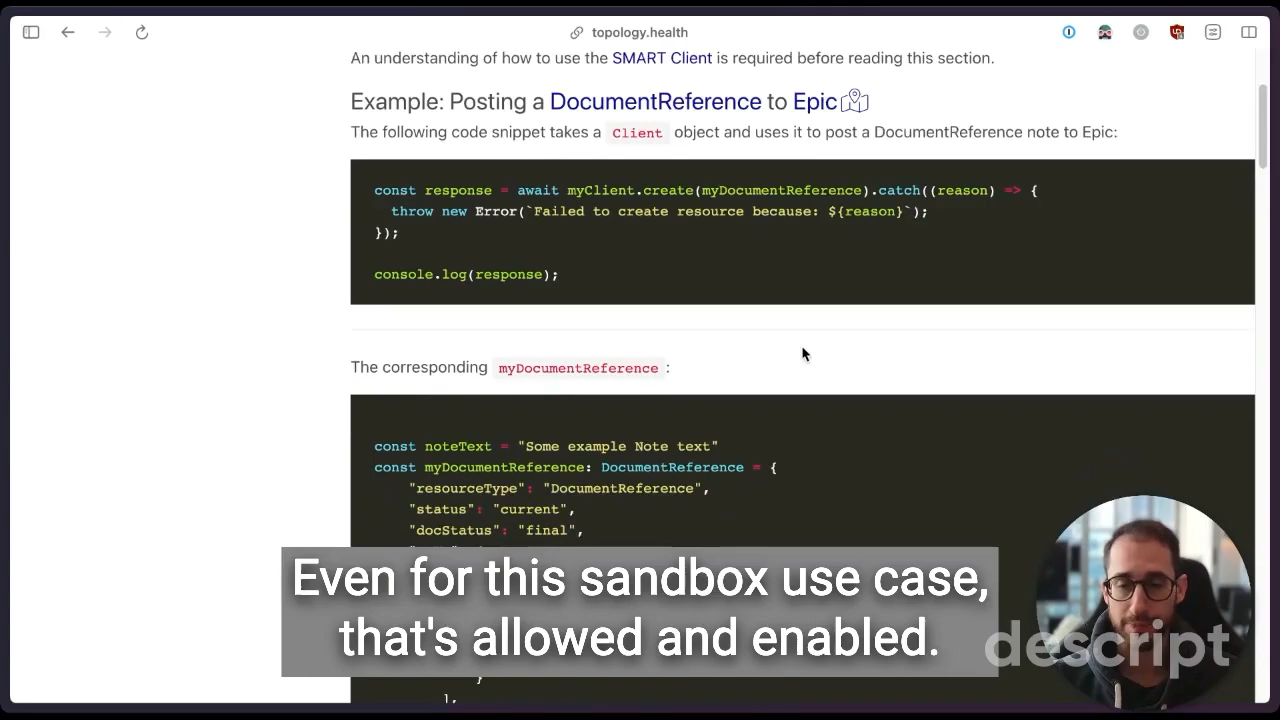 topology.health
An understanding of how to use the SMART Client is required before reading this section.
Example: Posting a DocumentReference to Epic
The following code snippet takes a Client object and uses it to post a DocumentReference note to Epic:
const response = await myClient.create(myDocumentReference).catch((reason) => {
throw new Error(`Failed to create resource because: ${reason}`);
});
console.log(response);
The corresponding myDocumentReference :
const noteText = "Some example Note text"
const myDocumentReference: DocumentReference = {
"resourceType": "DocumentReference",
"status": "current",
"docStatus": "final",
Even for this sandbox use case,
that's allowed and enabled.
descript
}
],